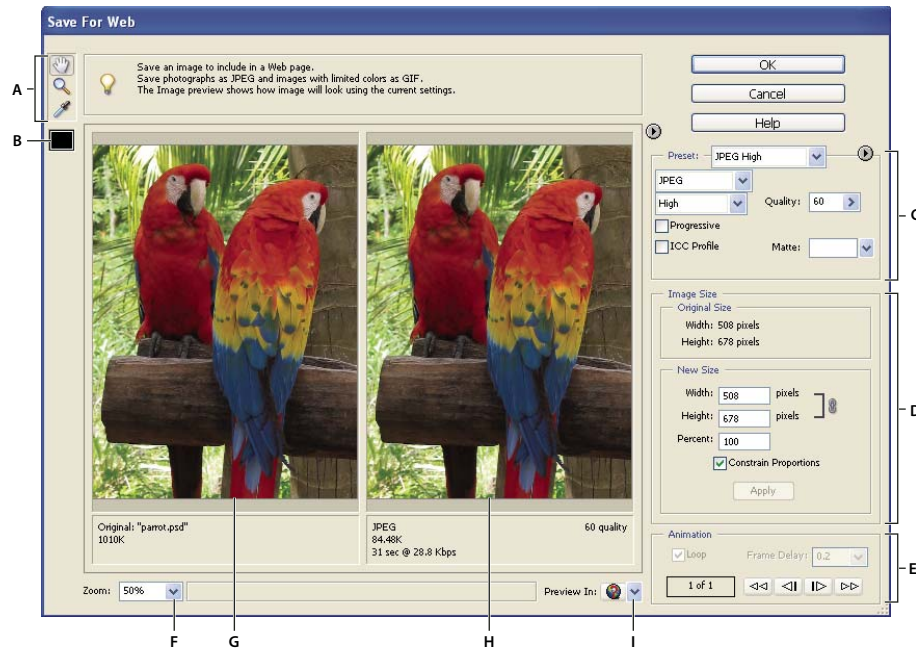 Save For Web
A
B
Save an image to include in a Web page.
Save photographs as JPEG and images with limited colors as GIF.
The Image preview shows how image will look using the current settings.
OK
Cancel
Help
Preset: JPEG High
JPEG
High
Quality: 60
Progressive
ICC Profile
Matte:
C
Image Size
Original Size
Width: 508 pixels
Height: 678 pixels
New Size
Width: 508 pixels
Height: 678 pixels
Percent: 100
Constrain Proportions
Apply
D
Original: "parrot.psd"
1010K
JPEG 60 quality
84.48K
31 sec @ 28.8 Kbps
Animation
Loop Frame Delay: 0.2
1 of 1
E
Zoom: 50%
Preview In:
F G H I